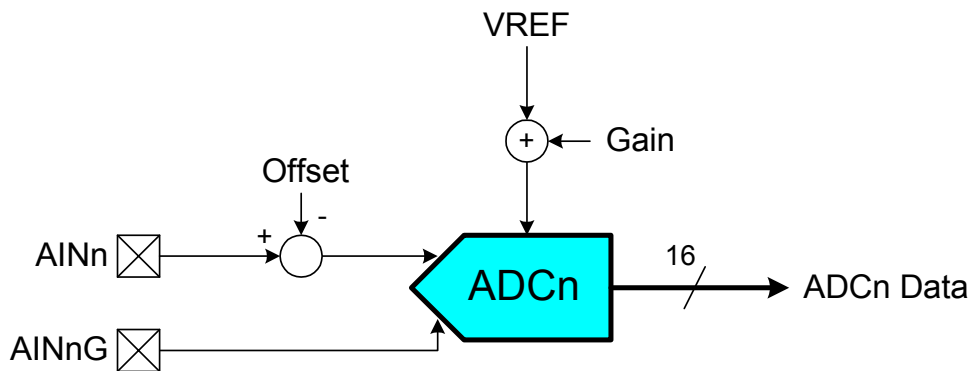 VREF
+
Gain
Offset
-
+
AINn
ADCn
16
ADCn Data
AINnG